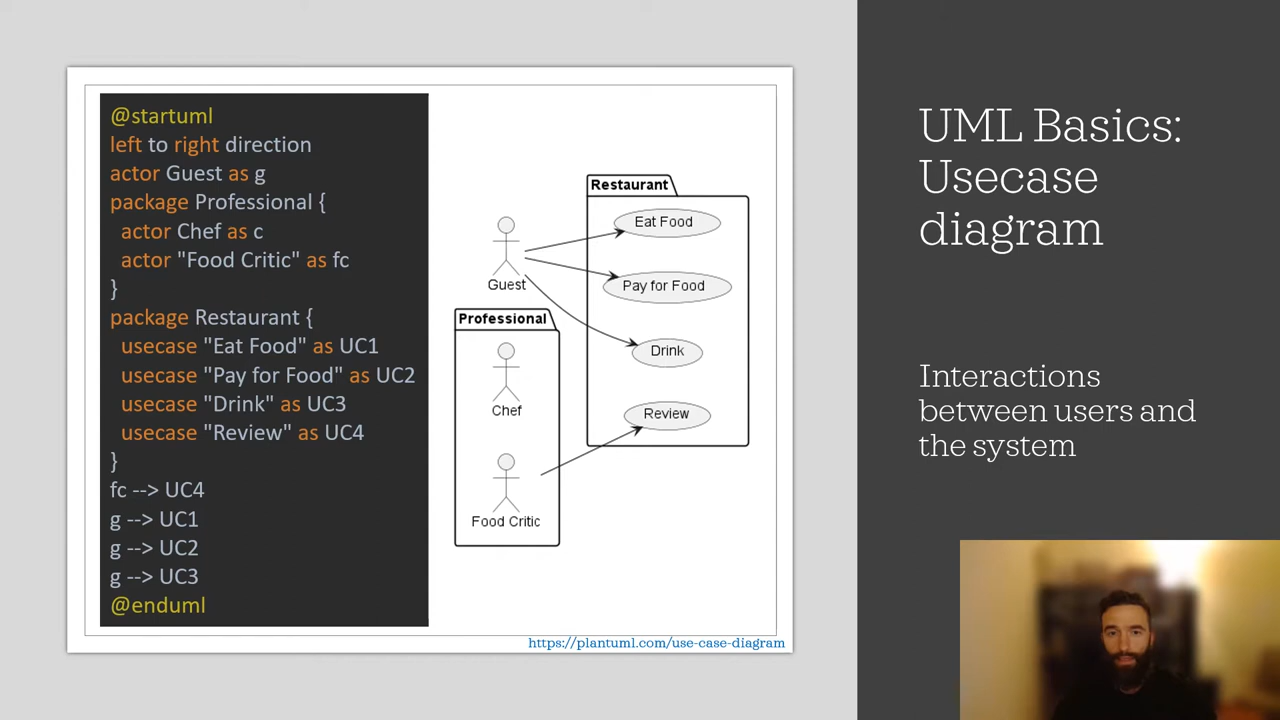 @startuml
left to right direction
actor Guest as g
package Professional {
actor Chef as c
actor "Food Critic" as fc
}
package Restaurant {
usecase "Eat Food" as UC1
usecase "Pay for Food" as UC2
usecase "Drink" as UC3
usecase "Review" as UC4
}
fc --> UC4
g --> UC1
g --> UC2
g --> UC3
@enduml
Restaurant
Eat Food
Guest
Pay for Food
Professional
Drink
Chef
Review
Food Critic
https://plantuml.com/use-case-diagram
UML Basics:
Usecase
diagram
Interactions
between users and
the system